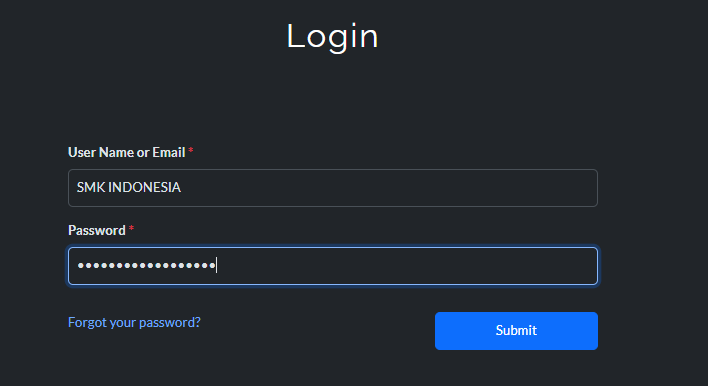 Login
User Name or Email *
SMK INDONESIA
Password *
••••••••••••••••••
Forgot your password?
Submit